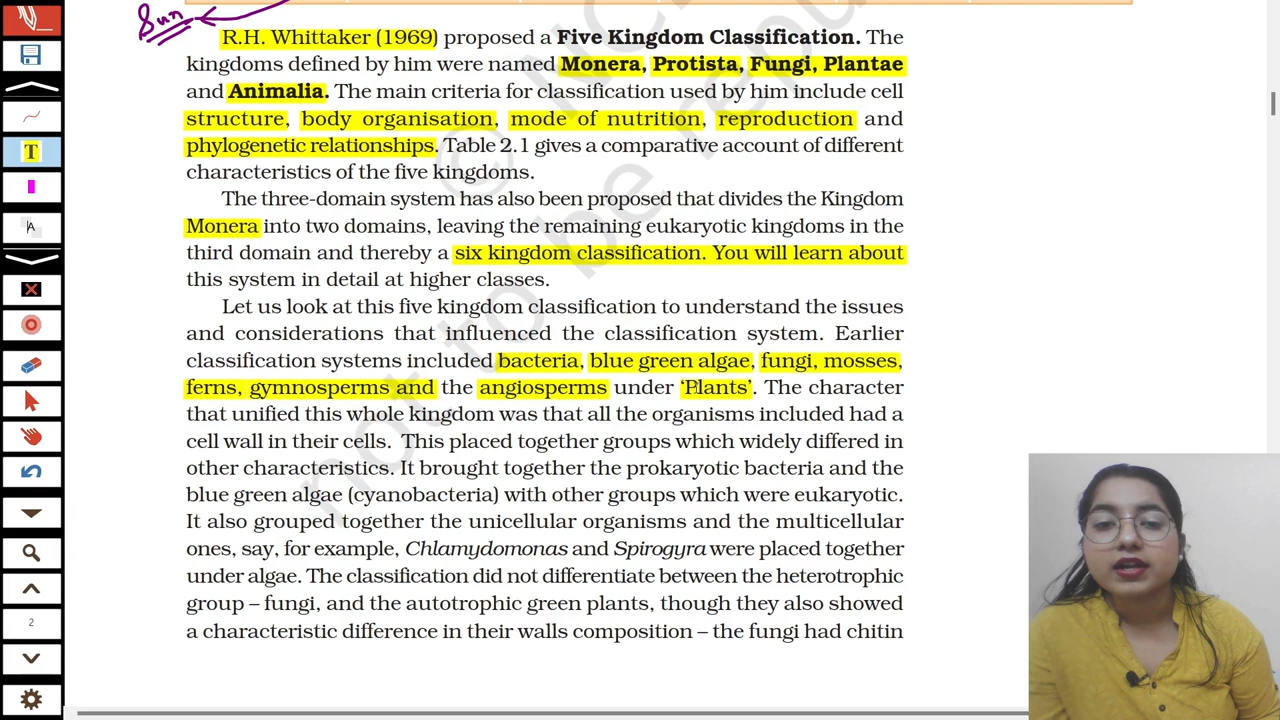 Sun
R.H. Whittaker (1969) proposed a Five Kingdom Classification. The
kingdoms defined by him were named Monera, Protista, Fungi, Plantae
and Animalia. The main criteria for classification used by him include cell
structure, body organisation, mode of nutrition, reproduction and
phylogenetic relationships. Table 2.1 gives a comparative account of different
characteristics of the five kingdoms.
The three-domain system has also been proposed that divides the Kingdom
Monera into two domains, leaving the remaining eukaryotic kingdoms in the
third domain and thereby a six kingdom classification. You will learn about
this system in detail at higher classes.
Let us look at this five kingdom classification to understand the issues
and considerations that influenced the classification system. Earlier
classification systems included bacteria, blue green algae, fungi, mosses,
ferns, gymnosperms and the angiosperms under ‘Plants’. The character
that unified this whole kingdom was that all the organisms included had a
cell wall in their cells. This placed together groups which widely differed in
other characteristics. It brought together the prokaryotic bacteria and the
blue green algae (cyanobacteria) with other groups which were eukaryotic.
It also grouped together the unicellular organisms and the multicellular
ones, say, for example, Chlamydomonas and Spirogyra were placed together
under algae. The classification did not differentiate between the heterotrophic
group – fungi, and the autotrophic green plants, though they also showed
a characteristic difference in their walls composition – the fungi had chitin
T
A
2
not to be